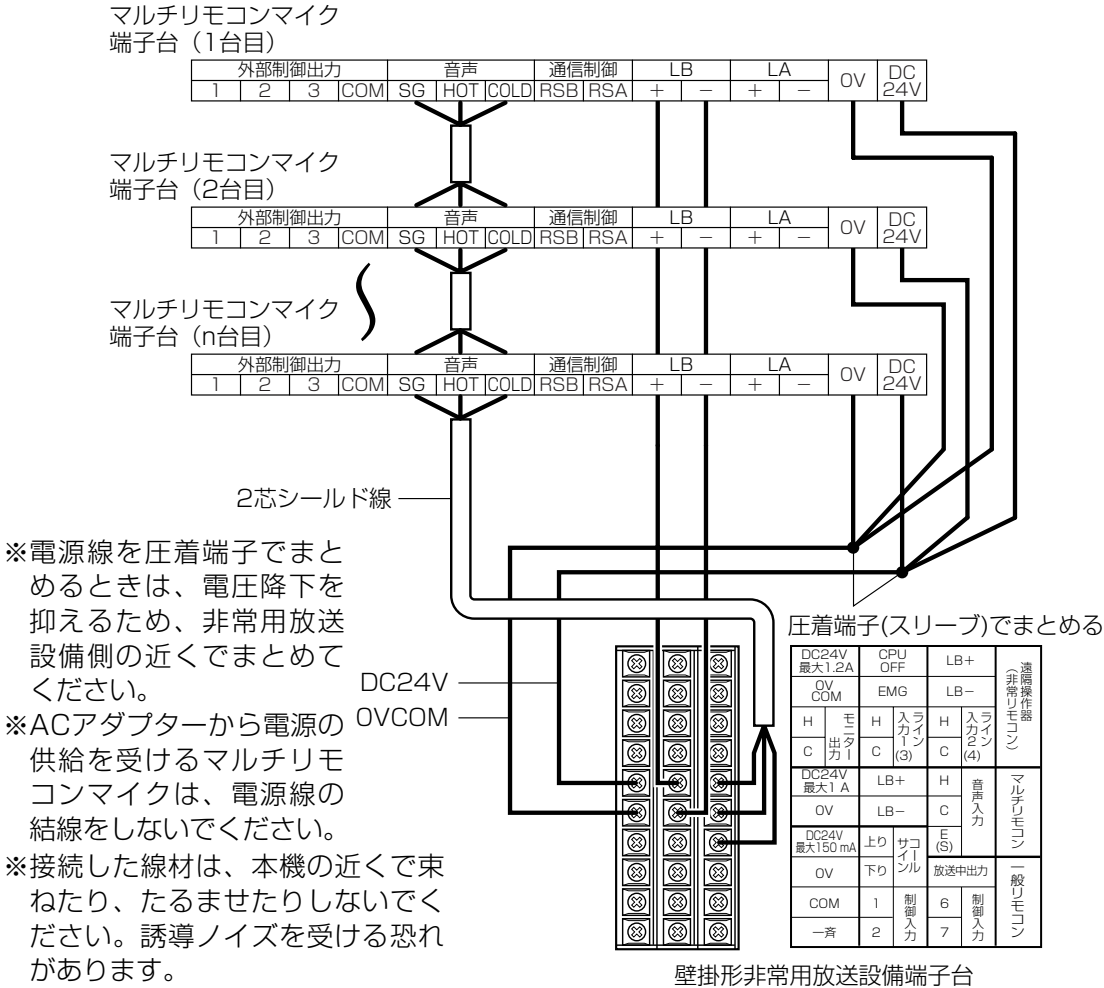 マルチリモコンマイク
端子台（1台目）
外部制御出力 音声 通信制御 LB LA 0V DC 24V
1 2 3 COM SG HOT COLD RSB RSA + − + −
マルチリモコンマイク
端子台（2台目）
外部制御出力 音声 通信制御 LB LA 0V DC 24V
1 2 3 COM SG HOT COLD RSB RSA + − + −
マルチリモコンマイク
端子台（n台目）
外部制御出力 音声 通信制御 LB LA 0V DC 24V
1 2 3 COM SG HOT COLD RSB RSA + − + −
2芯シールド線
※電源線を圧着端子でまと
めるときは、電圧降下を
抑えるため、非常用放送
設備側の近くでまとめて
ください。
※ACアダプターから電源の
供給を受けるマルチリモ
コンマイクは、電源線の
結線をしないでください。
※接続した線材は、本機の近くで束
ねたり、たるませたりしないでく
ださい。誘導ノイズを受ける恐れ
があります。
DC24V
0VCOM
圧着端子(スリーブ)でまとめる
DC24V
最大1.2A
CPU
OFF
LB+
0V
COM
EMG
LB−
H
C
モニター
出力
H
C
ライン
入力1
(3)
H
C
ライン
入力2
(4)
遠隔操作器
（非常リモコン）
DC24V
最大1A
LB+
H
0V
LB−
C
音声入力
E
(S)
マルチリモコン
DC24V
最大150 mA
上り
コール
サイン
0V
下り
放送中出力
COM
1
制御入力
6
制御入力
一斉
2
7
一般リモコン
壁掛形非常用放送設備端子台